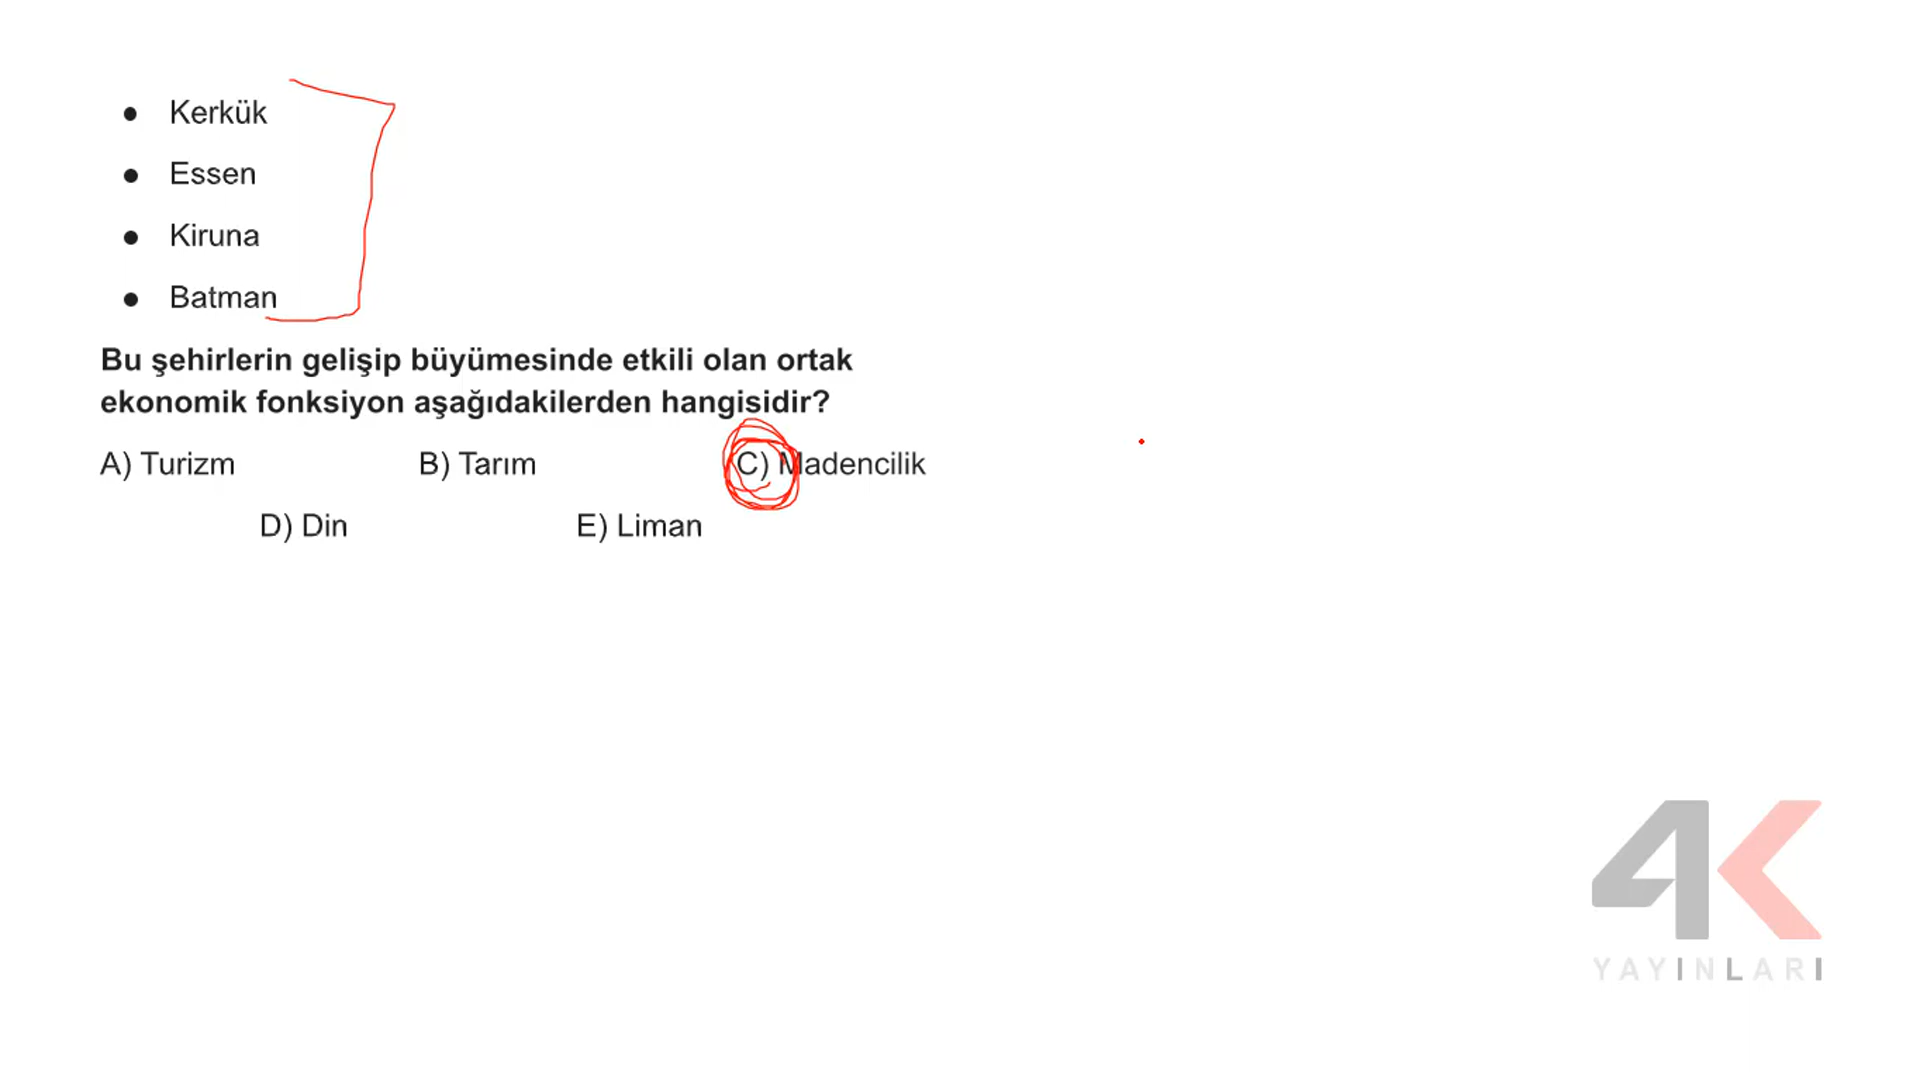 ● Kerkük
● Essen
● Kiruna
● Batman
Bu şehirlerin gelişip büyümesinde etkili olan ortak
ekonomik fonksiyon aşağıdakilerden hangisidir?
A) Turizm B) Tarım C) Madencilik
D) Din E) Liman
4K
YAYINLARI